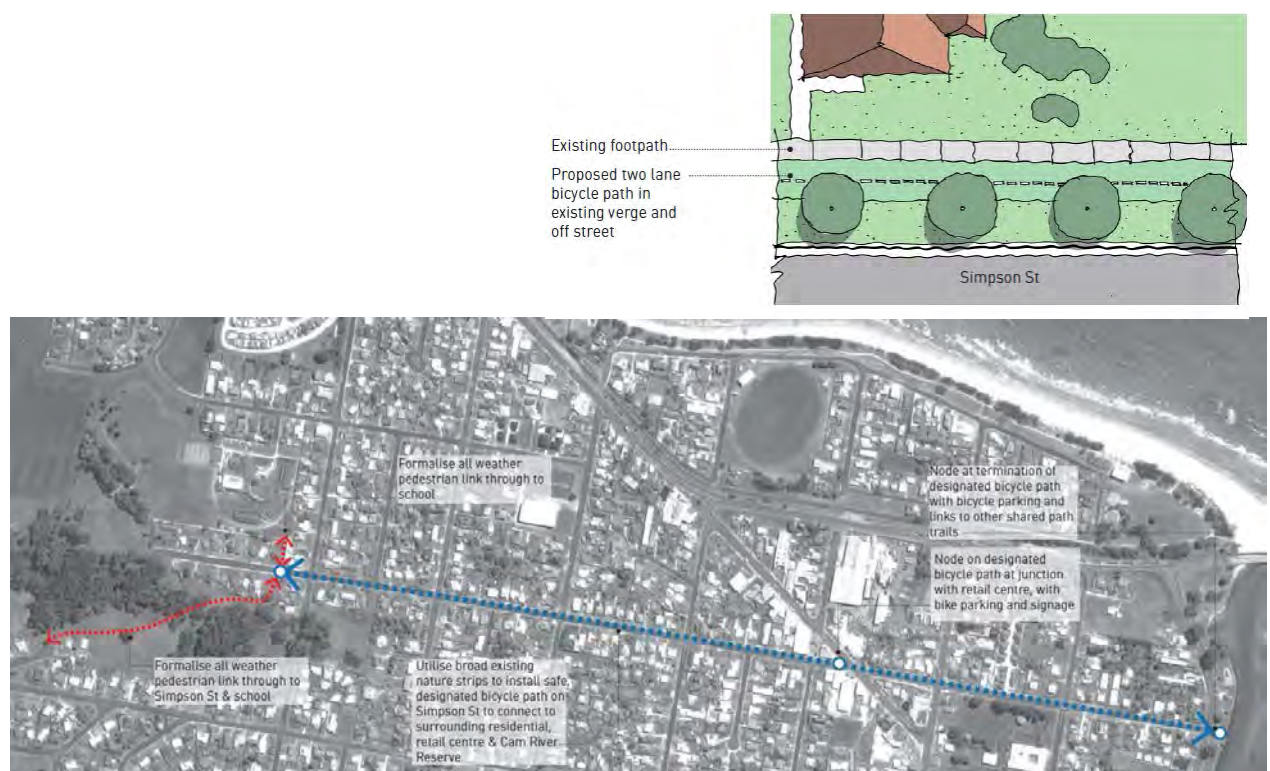 Existing footpath
Proposed two lane
bicycle path in
existing verge and
off street
Simpson St
Formalise all weather
pedestrian link through to
school
Node at termination of
designated bicycle path
with bicycle parking and
links to other shared path
trails
Node on designated
bicycle path at junction
with retail centre, with
bike parking and signage
Formalise all weather
pedestrian link through to
Simpson St & school
Utilise broad existing
nature strips to install safe,
designated bicycle path on
Simpson St to connect to
surrounding residential,
retail centre & Cam River
Reserve